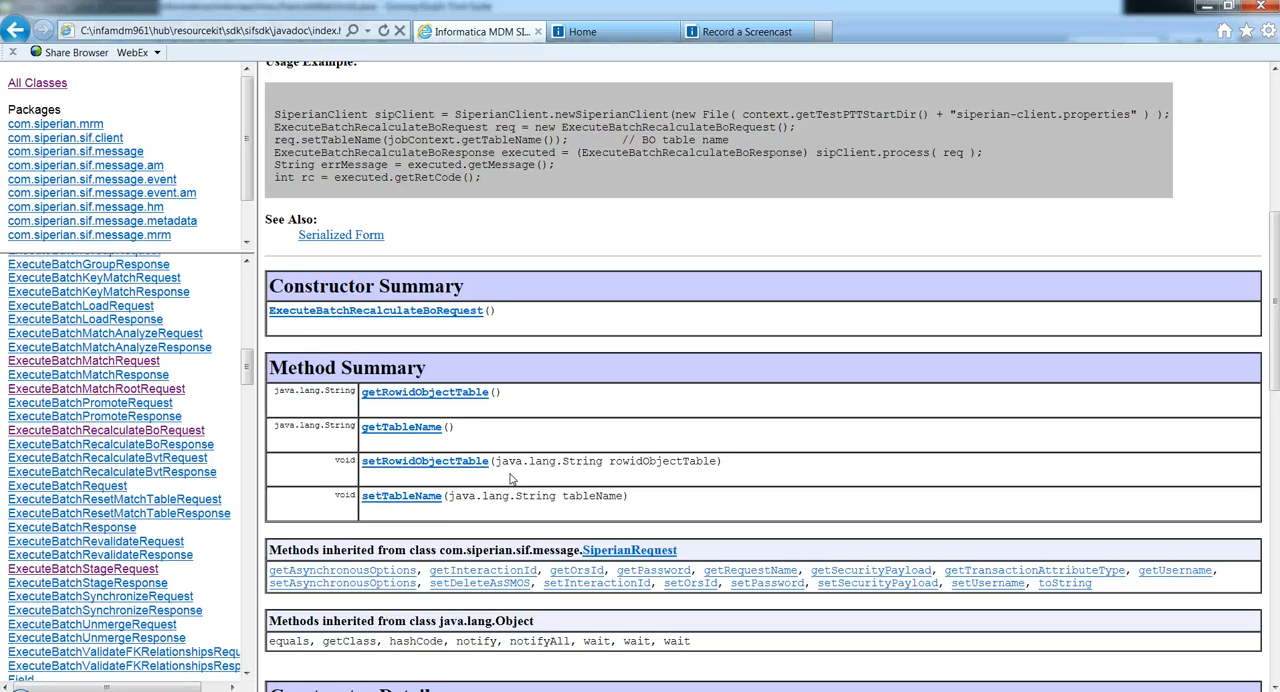 C:\infamdm961\hub\resourcekit\sdk\sifsdk\javadoc\index.h
Informatica MDM SI...
Home
Record a Screencast
Share Browser WebEx
All Classes
Packages
com.siperian.mrm
com.siperian.sif.client
com.siperian.sif.message
com.siperian.sif.message.am
com.siperian.sif.message.event
com.siperian.sif.message.event.am
com.siperian.sif.message.hm
com.siperian.sif.message.metadata
com.siperian.sif.message.mrm
ExecuteBatchGroupRequest
ExecuteBatchGroupResponse
ExecuteBatchKeyMatchRequest
ExecuteBatchKeyMatchResponse
ExecuteBatchLoadRequest
ExecuteBatchLoadResponse
ExecuteBatchMatchAnalyzeRequest
ExecuteBatchMatchAnalyzeResponse
ExecuteBatchMatchRequest
ExecuteBatchMatchResponse
ExecuteBatchMatchRootRequest
ExecuteBatchPromoteRequest
ExecuteBatchPromoteResponse
ExecuteBatchRecalculateBoRequest
ExecuteBatchRecalculateBoResponse
ExecuteBatchRecalculateBvtRequest
ExecuteBatchRecalculateBvtResponse
ExecuteBatchRequest
ExecuteBatchResetMatchTableRequest
ExecuteBatchResetMatchTableResponse
ExecuteBatchResponse
ExecuteBatchRevalidateRequest
ExecuteBatchRevalidateResponse
ExecuteBatchStageRequest
ExecuteBatchStageResponse
ExecuteBatchSynchronizeRequest
ExecuteBatchSynchronizeResponse
ExecuteBatchUnmergeRequest
ExecuteBatchUnmergeResponse
ExecuteBatchValidateFKRelationshipsRequ
ExecuteBatchValidateFKRelationshipsResp
Field
Usage Example:
SiperianClient sipClient = SiperianClient.newSiperianClient(new File( context.getTestPTTStartDir() + "siperian-client.properties" ) );
ExecuteBatchRecalculateBoRequest req = new ExecuteBatchRecalculateBoRequest();
req.setTableName(jobContext.getTableName()); // BO table name
ExecuteBatchRecalculateBoResponse executed = (ExecuteBatchRecalculateBoResponse) sipClient.process( req );
String errMessage = executed.getMessage();
int rc = executed.getRetCode();
See Also:
Serialized Form
Constructor Summary
ExecuteBatchRecalculateBoRequest()
Method Summary
java.lang.String getRowidObjectTable()
java.lang.String getTableName()
void setRowidObjectTable(java.lang.String rowidObjectTable)
void setTableName(java.lang.String tableName)
Methods inherited from class com.siperian.sif.message.SiperianRequest
getAsynchronousOptions, getInteractionId, getOrsId, getPassword, getRequestName, getSecurityPayload, getTransactionAttributeType, getUsername,
setAsynchronousOptions, setDeleteAsSMOS, setInteractionId, setOrsId, setPassword, setSecurityPayload, setUsername, toString
Methods inherited from class java.lang.Object
equals, getClass, hashCode, notify, notifyAll, wait, wait, wait
Constructor Detail